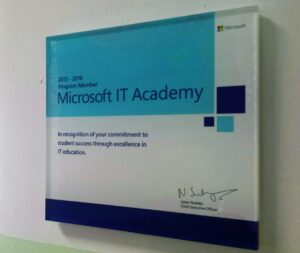 Microsoft
2015 - 2016
Program Member
Microsoft IT Academy
In recognition of your commitment to
student success through excellence in
IT education.
Satya Nadella
Chief Executive Officer